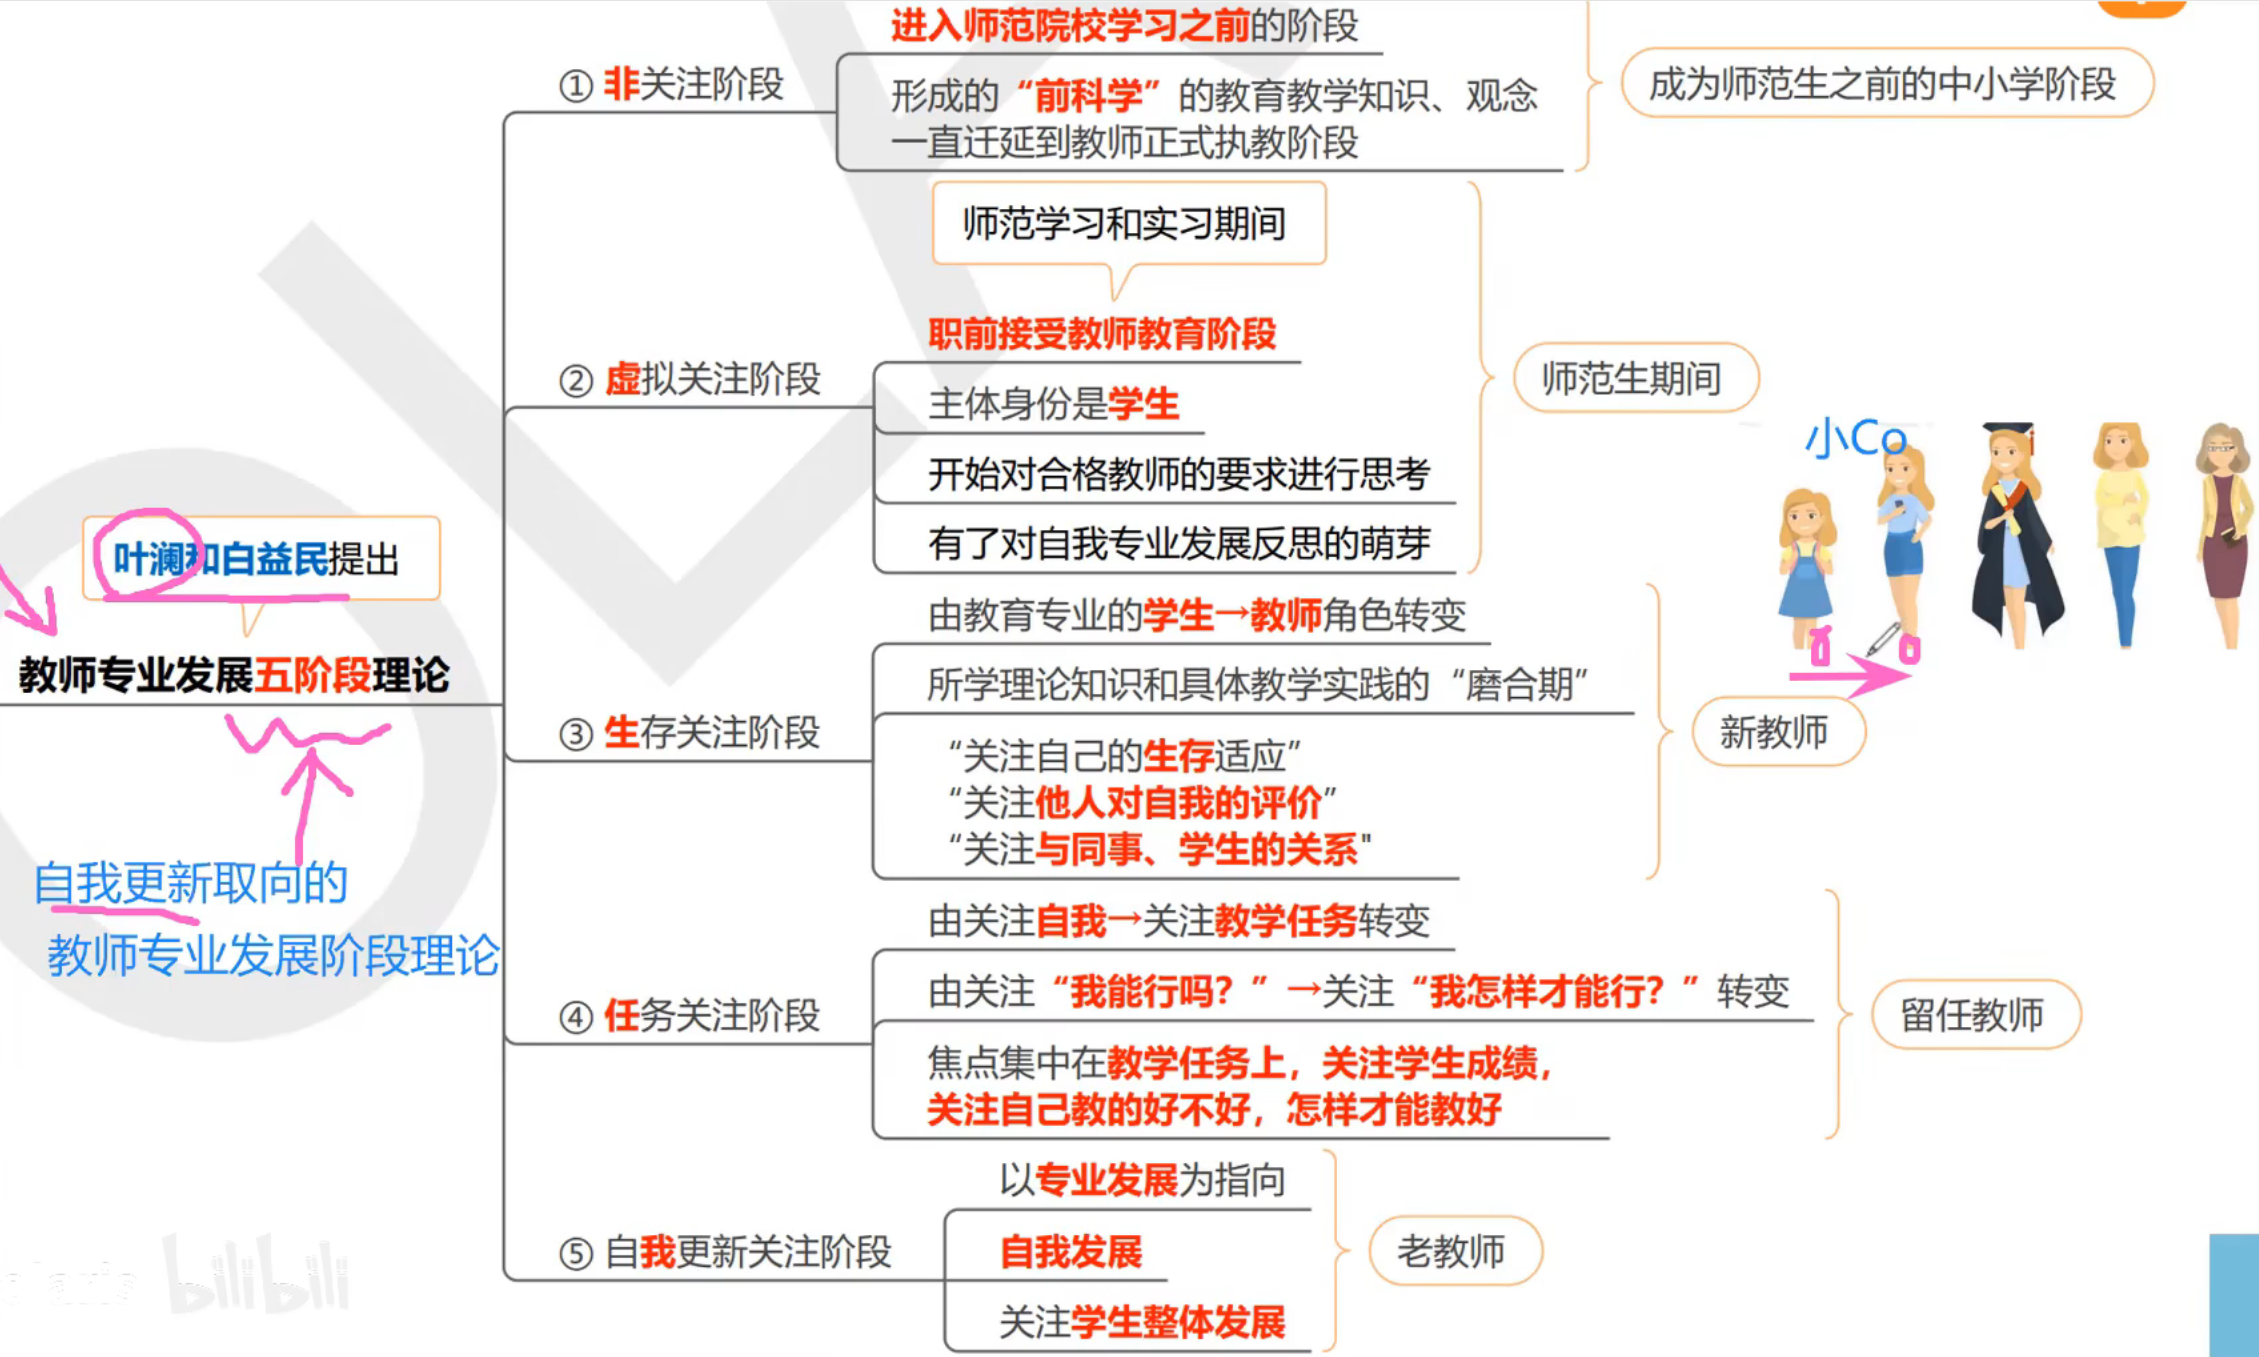 进入师范院校学习之前的阶段
① 非关注阶段
形成的“前科学”的教育教学知识、观念
一直迁延到教师正式执教阶段
成为师范生之前的中小学阶段
师范学习和实习期间
职前接受教师教育阶段
② 虚拟关注阶段
主体身份是学生
开始对合格教师的要求进行思考
有了对自我专业发展反思的萌芽
师范生期间
小Co
叶澜和白益民提出
教师专业发展五阶段理论
自我更新取向的
教师专业发展阶段理论
由教育专业的学生→教师角色转变
所学理论知识和具体教学实践的“磨合期”
③ 生存关注阶段
“关注自己的生存适应”
“关注他人对自我的评价”
“关注与同事、学生的关系"
新教师
由关注自我→关注教学任务转变
由关注“我能行吗？”→关注“我怎样才能行？”转变
④ 任务关注阶段
焦点集中在教学任务上，关注学生成绩，
关注自己教的好不好，怎样才能教好
留任教师
以专业发展为指向
⑤ 自我更新关注阶段
自我发展
关注学生整体发展
老教师
bilibili